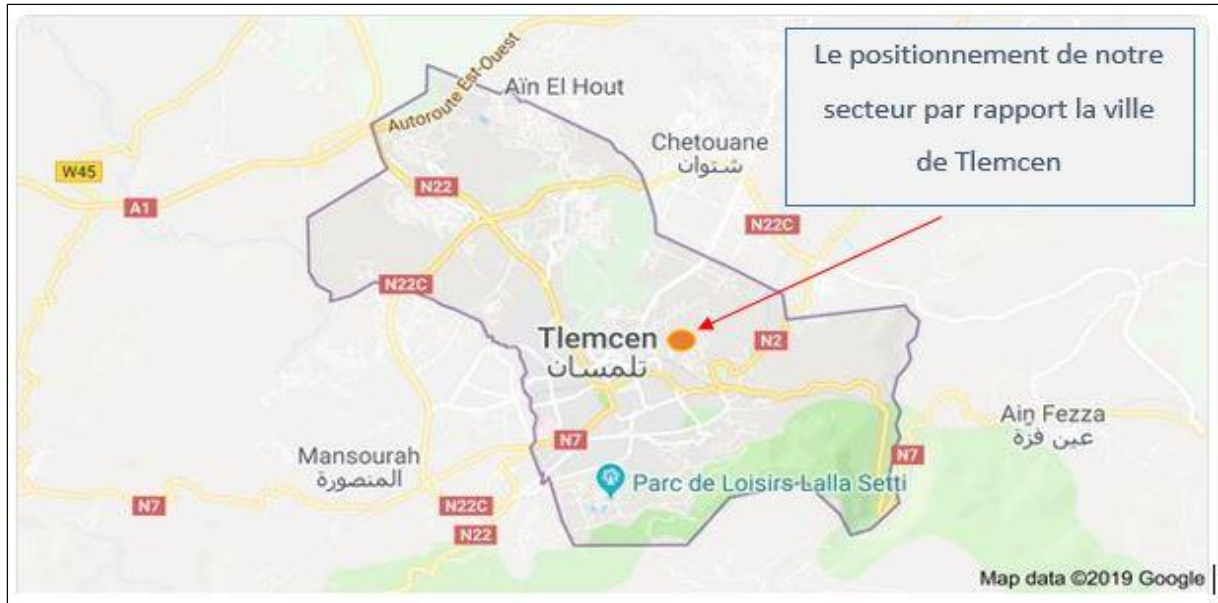 Le positionnement de notre
secteur par rapport la ville
de Tlemcen
Autoroute Est-Ouest
Aïn El Hout
Chetouane
شتوان
W45
A1
N22
N22C
N22C
Tlemcen
تلمسان
N2
Ain Fezza
عين فزة
N7
N7
Mansourah
المنصورة
Parc de Loisirs-Lalla Setti
N7
N22C
N22
Map data ©2019 Google